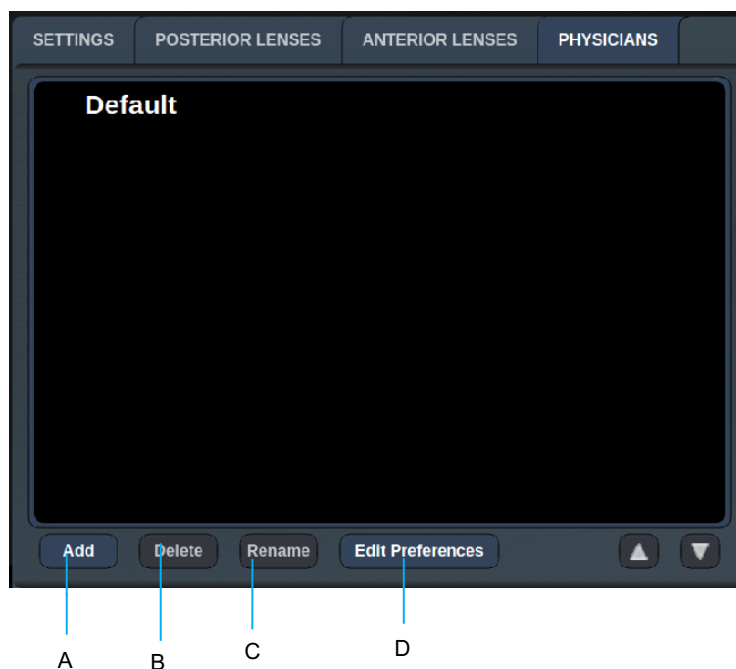 SETTINGS POSTERIOR LENSES ANTERIOR LENSES PHYSICIANS
Default
Add Delete Rename Edit Preferences
A B C D